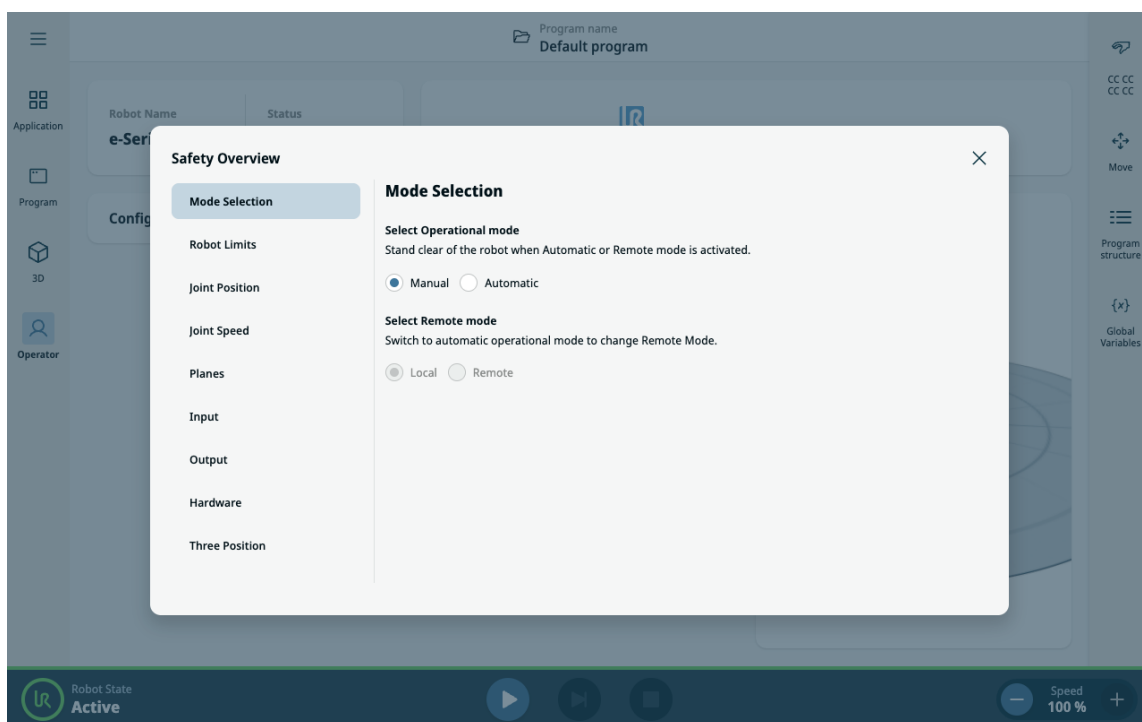 Program name
Default program
Application
Program
3D
Operator
Robot Name
Status
e-Seri
Config
CC CC
CC CC
Move
Program
structure
{x}
Global
Variables
Safety Overview
Mode Selection
Robot Limits
Joint Position
Joint Speed
Planes
Input
Output
Hardware
Three Position
Mode Selection
Select Operational mode
Stand clear of the robot when Automatic or Remote mode is activated.
Manual Automatic
Select Remote mode
Switch to automatic operational mode to change Remote Mode.
Local Remote
UR
Robot State
Active
Speed
100 %